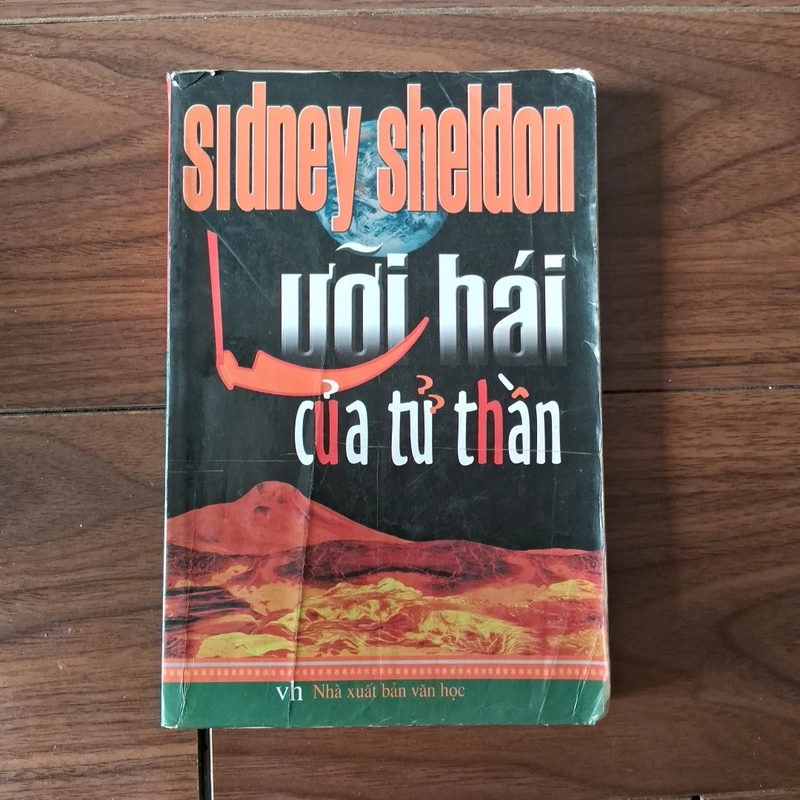 sidney sheldon
Lưỡi hái
của tử thần
vh Nhà xuất bản văn học